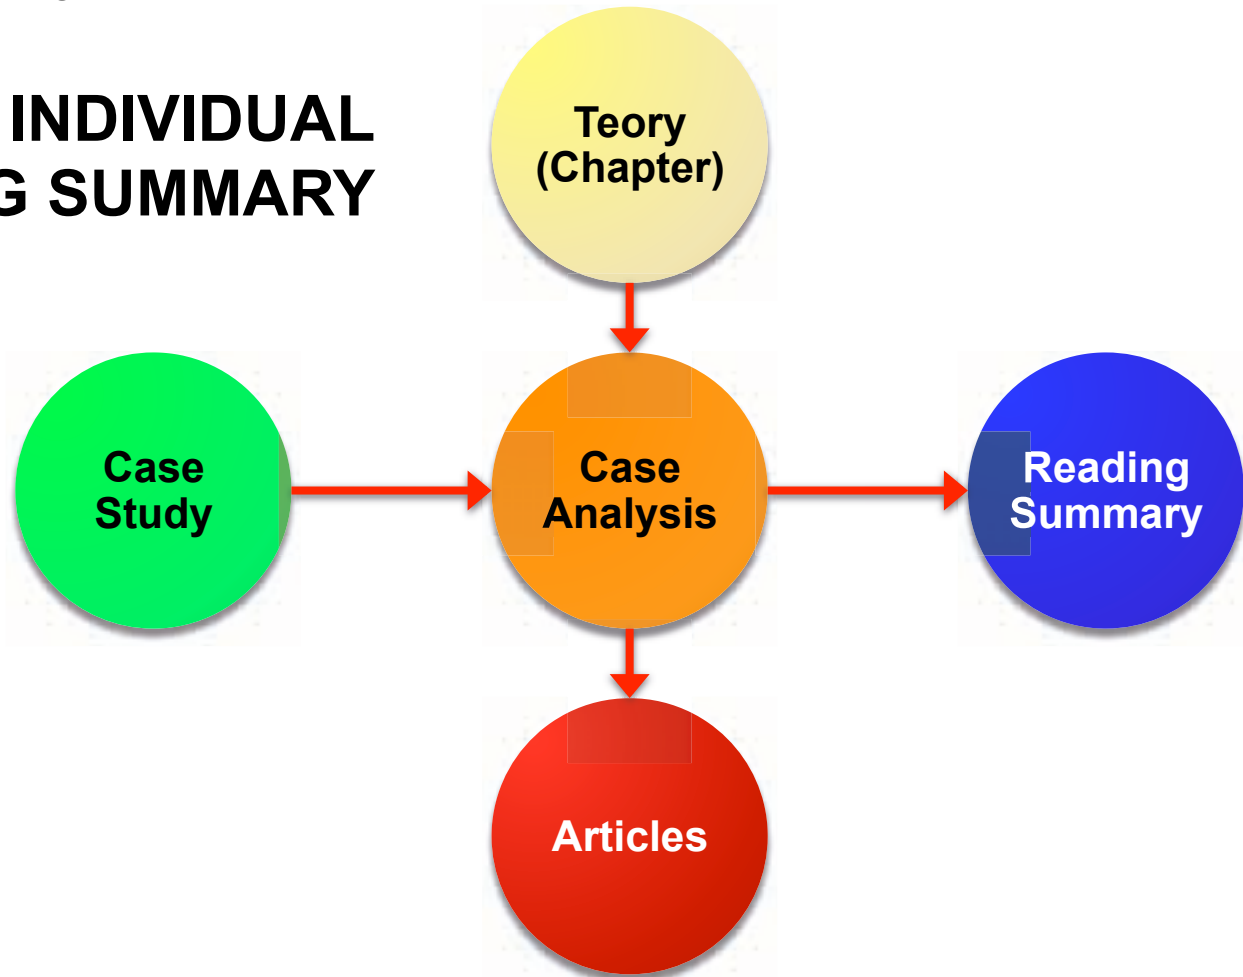 INDIVIDUAL
G SUMMARY
Teory
(Chapter)
Case
Study
Case
Analysis
Reading
Summary
Articles